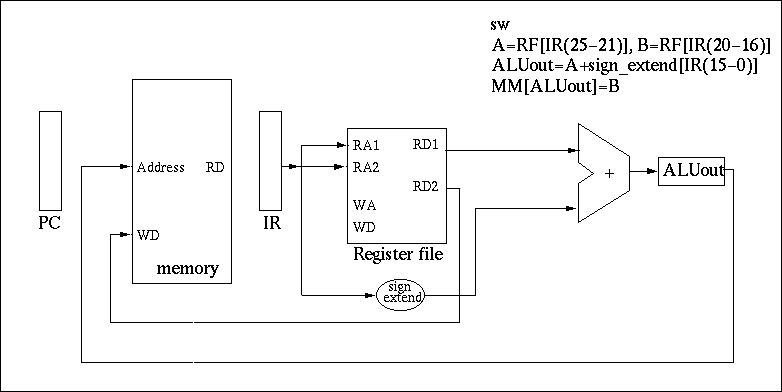 sw
A=RF[IR(25-21)], B=RF[IR(20-16)]
ALUout=A+sign_extend[IR(15-0)]
MM[ALUout]=B
PC
Address
RD
WD
memory
IR
RA1
RD1
RA2
RD2
WA
WD
Register file
sign
extend
+
ALUout